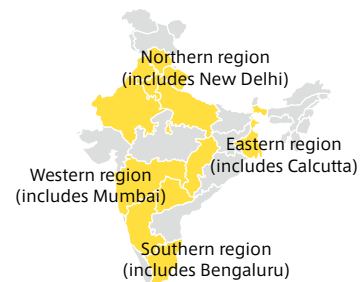 Northern region
(includes New Delhi)
Eastern region
(includes Calcutta)
Western region
(includes Mumbai)
Southern region
(includes Bengaluru)